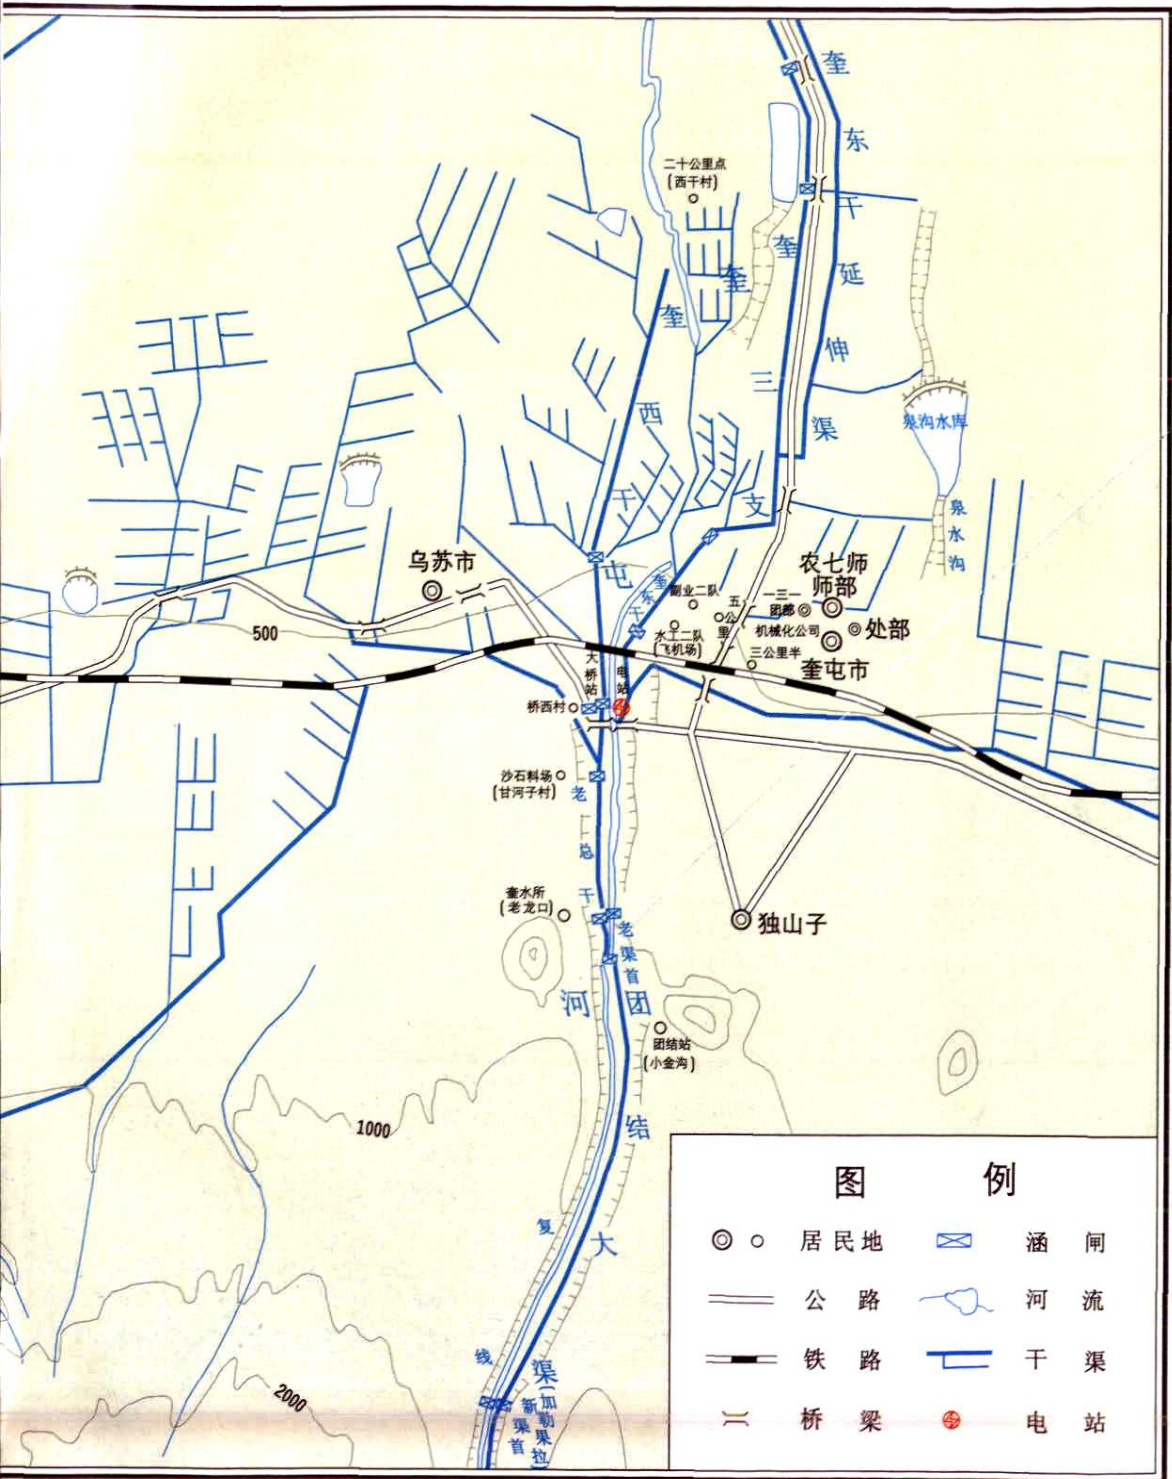 奎东干延伸渠
二十公里点
(西干村)
奎
奎
奎三支
奎西干
泉沟水库
泉水沟
乌苏市
农七师
师部
一三一
团部
处部
机械化公司
奎屯市
三公里半
五公里
副业二队
水工二队
(飞机场)
奎东干
奎屯河
500
大桥站
电站
桥西村
沙石料场
(甘河子村)
老总干
奎水所
(老龙口)
老渠首
独山子
团结站
(小金沟)
团结大渠
1000
复线
2000
新渠首
(加勒果拉)
图 例
居民地
涵闸
公路
河流
铁路
干渠
桥梁
电站